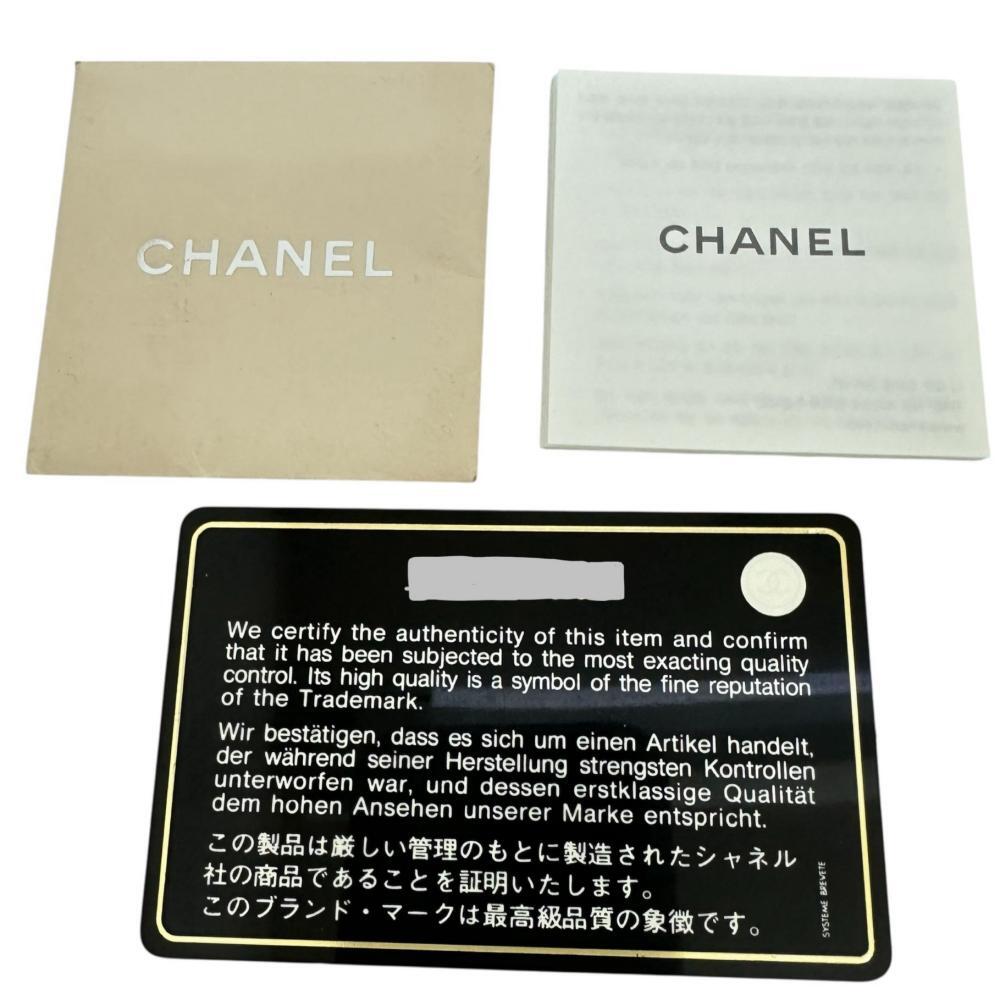 CHANEL
CHANEL
We certify the authenticity of this item and confirm
that it has been subjected to the most exacting quality
control. Its high quality is a symbol of the fine reputation
of the Trademark.
Wir bestätigen, dass es sich um einen Artikel handelt,
der während seiner Herstellung strengsten Kontrollen
unterworfen war, und dessen erstklassige Qualität
dem hohen Ansehen unserer Marke entspricht.
この製品は厳しい管理のもとに製造されたシャネル
社の商品であることを証明いたします。
このブランド・マークは最高級品質の象徴です。
SYSTEME BREVETE